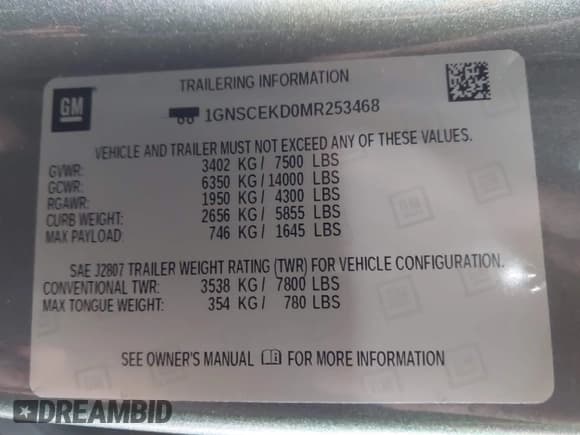 GM
TRAILERING INFORMATION
1GNSCEKD0MR253468
VEHICLE AND TRAILER MUST NOT EXCEED ANY OF THESE VALUES.
GVWR: 3402 KG / 7500 LBS
GCWR: 6350 KG / 14000 LBS
RGAWR: 1950 KG / 4300 LBS
CURB WEIGHT: 2656 KG / 5855 LBS
MAX PAYLOAD: 746 KG / 1645 LBS
SAE J2807 TRAILER WEIGHT RATING (TWR) FOR VEHICLE CONFIGURATION.
CONVENTIONAL TWR: 3538 KG / 7800 LBS
MAX TONGUE WEIGHT: 354 KG / 780 LBS
SEE OWNER'S MANUAL FOR MORE INFORMATION
DREAMBID